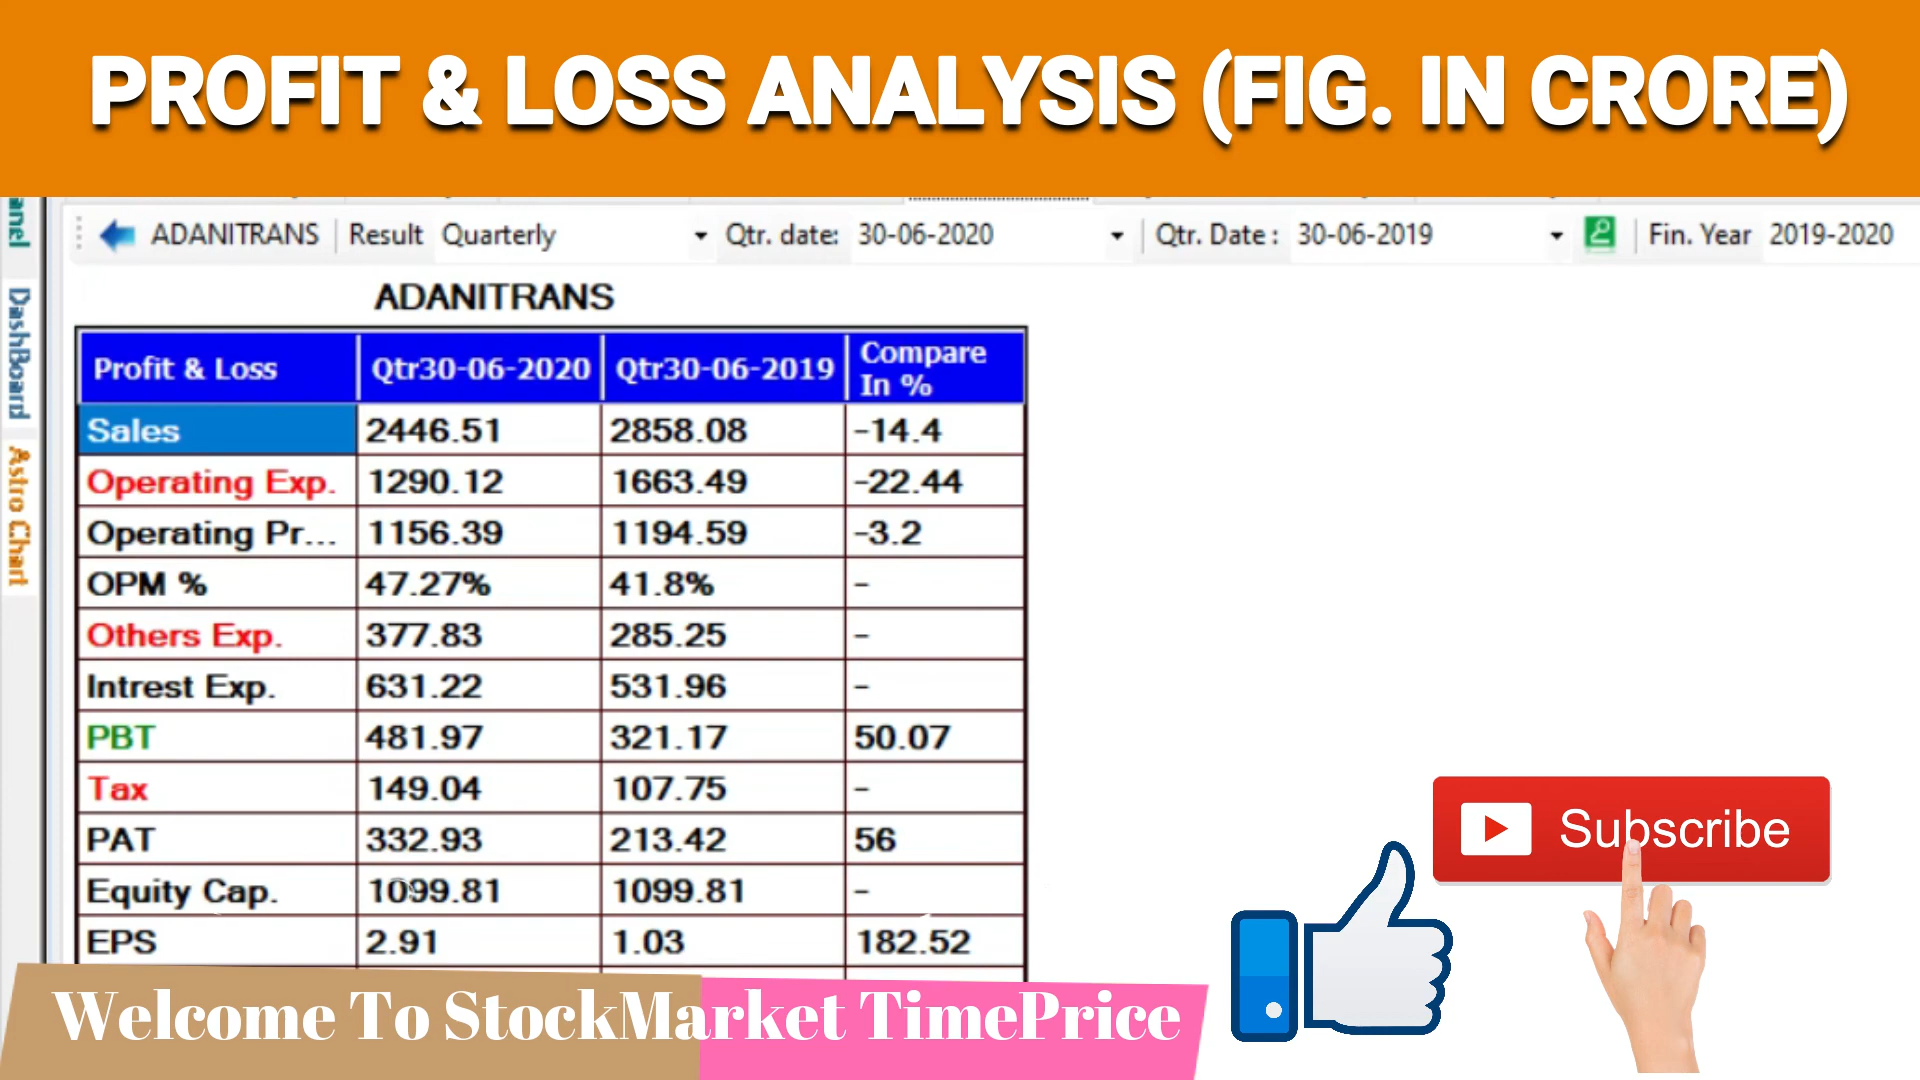 PROFIT & LOSS ANALYSIS (FIG. IN CRORE)
ADANITRANS Result Quarterly Qtr. date: 30-06-2020 Qtr. Date : 30-06-2019 Fin. Year 2019-2020
anel
DashBoard
Astro Chart
ADANITRANS
Profit & Loss Qtr30-06-2020 Qtr30-06-2019 Compare In %
Sales 2446.51 2858.08 -14.4
Operating Exp. 1290.12 1663.49 -22.44
Operating Pr... 1156.39 1194.59 -3.2
OPM % 47.27% 41.8% -
Others Exp. 377.83 285.25 -
Intrest Exp. 631.22 531.96 -
PBT 481.97 321.17 50.07
Tax 149.04 107.75 -
PAT 332.93 213.42 56
Equity Cap. 1099.81 1099.81 -
EPS 2.91 1.03 182.52
Subscribe
Welcome To StockMarket TimePrice